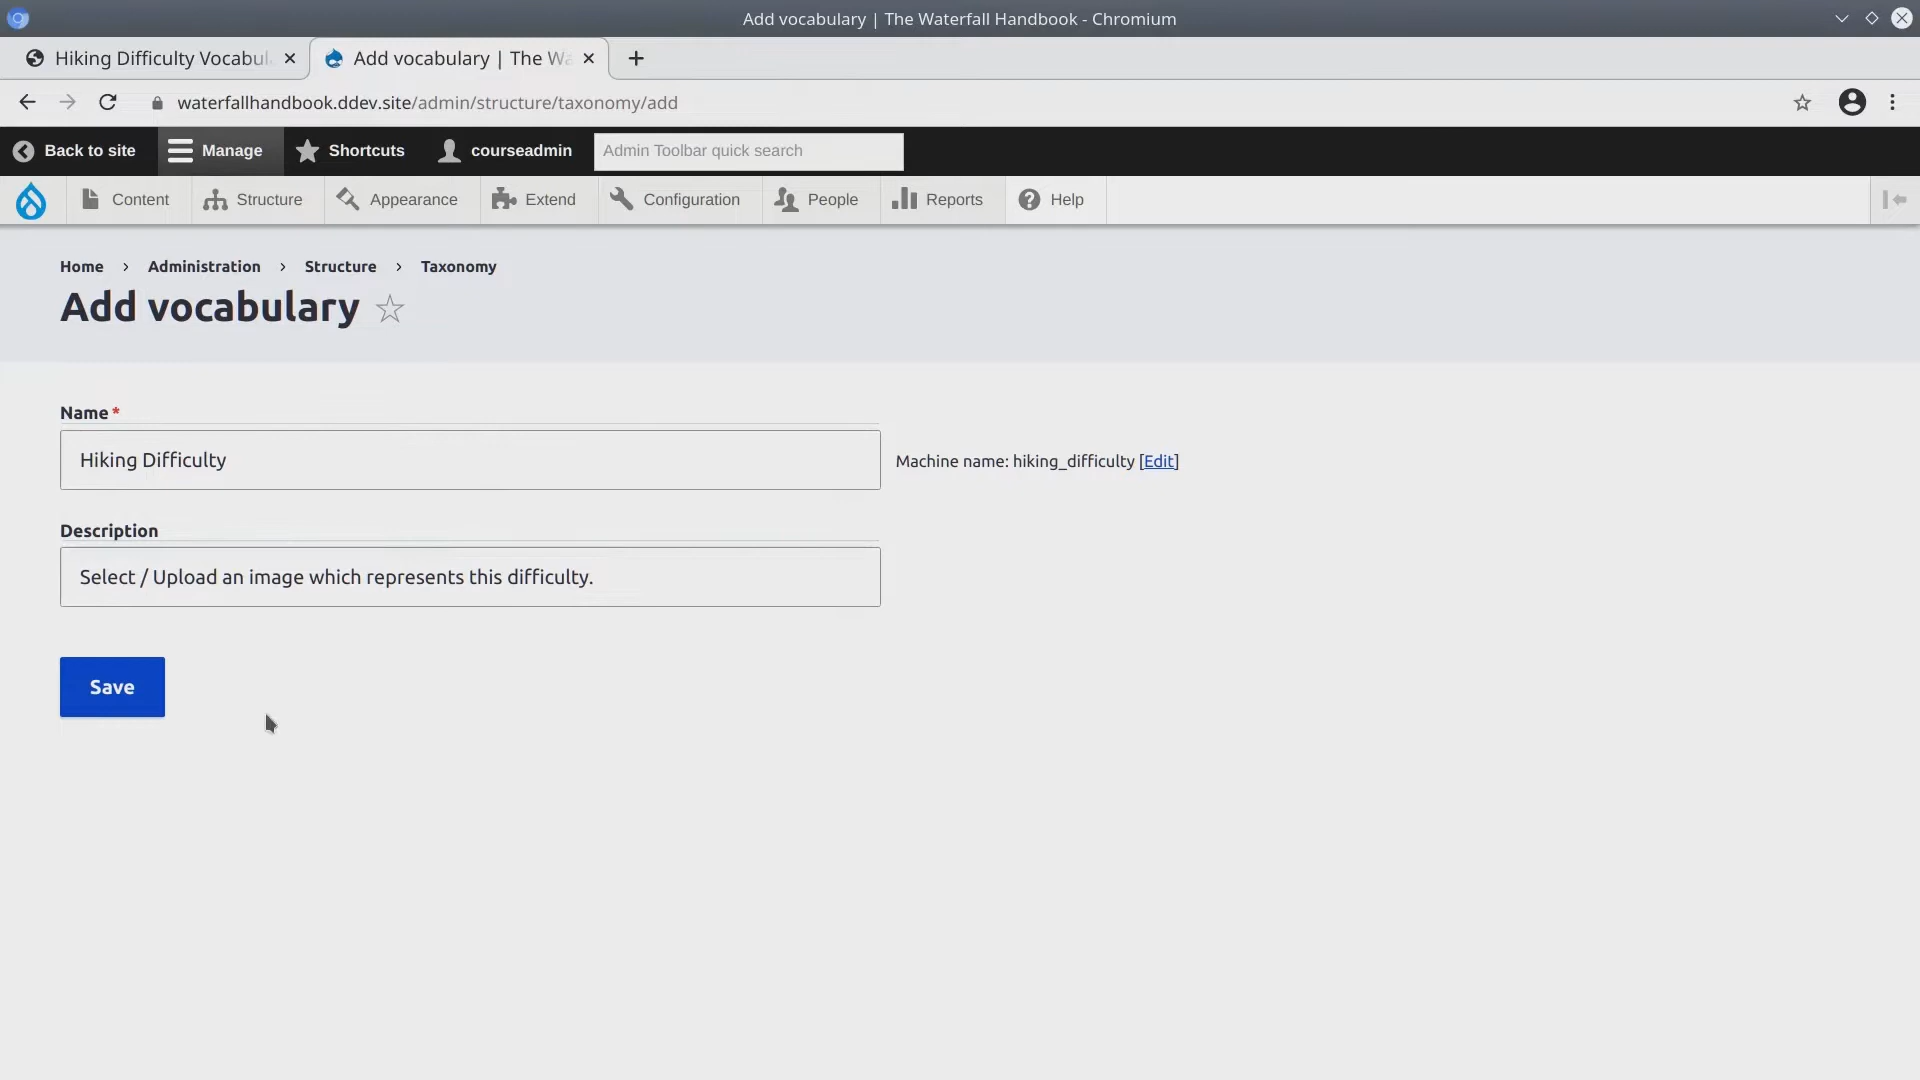 Add vocabulary | The Waterfall Handbook - Chromium
Hiking Difficulty Vocabul
Add vocabulary | The Wa
waterfallhandbook.ddev.site/admin/structure/taxonomy/add
Back to site Manage Shortcuts courseadmin Admin Toolbar quick search
Content Structure Appearance Extend Configuration People Reports Help
Home › Administration › Structure › Taxonomy
Add vocabulary
Name*
Hiking Difficulty
Machine name: hiking_difficulty [Edit]
Description
Select / Upload an image which represents this difficulty.
Save